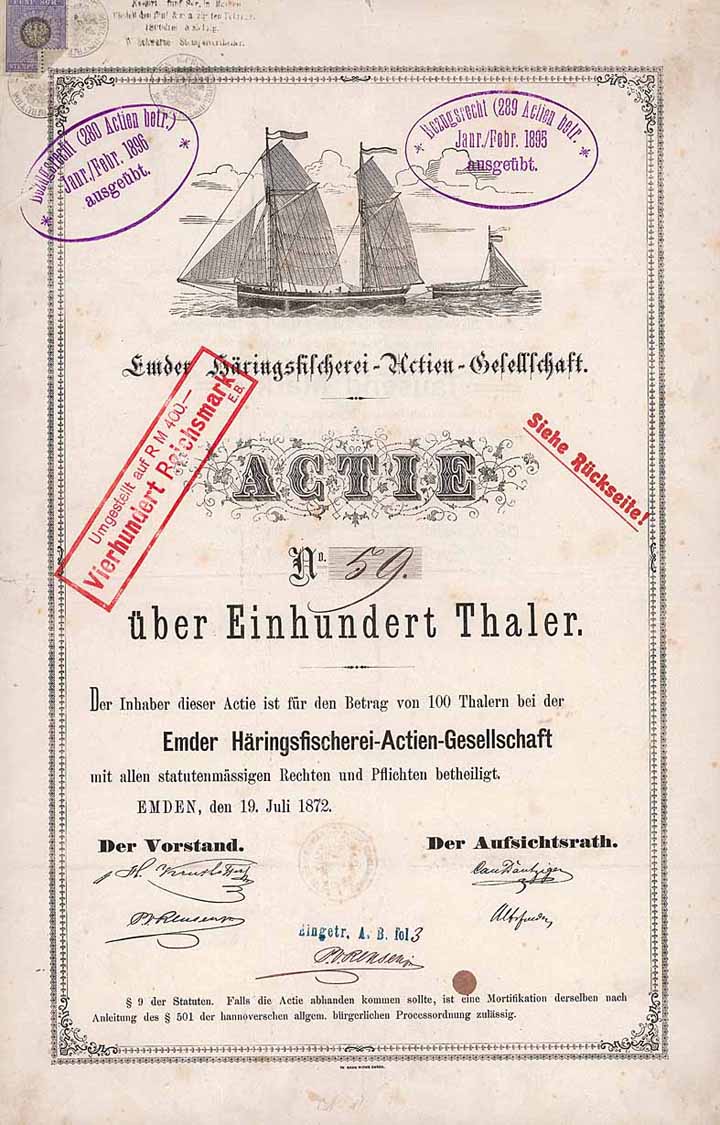 Bezugsrecht (289 Actien betr.
Janr./Febr. 1896
ausgeübt.
Bezugsrecht (289 Actien betr.
Janr./Febr. 1895
ausgeübt.
Emder Häringsfischerei-Actien-Gesellschaft.
Umgestellt auf R M 400.—
Vierhundert Reichsmark
E.B.
Siehe Rückseite!
ACTIE
No. 59.
über Einhundert Thaler.
Der Inhaber dieser Actie ist für den Betrag von 100 Thalern bei der
Emder Häringsfischerei-Actien-Gesellschaft
mit allen statutenmässigen Rechten und Pflichten betheiligt.
EMDEN, den 19. Juli 1872.
Der Vorstand.
Der Aufsichtsrath.
Eingetr. A. B. fol 3
§ 9 der Statuten. Falls die Actie abhanden kommen sollte, ist eine Mortifikation derselben nach
Anleitung des § 501 der hannoverschen allgem. bürgerlichen Processordnung zulässig.